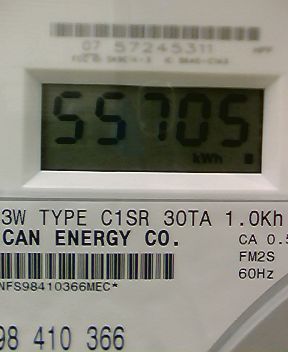 07 57245311
55705
kWh
3W TYPE C1SR 30TA 1.0Kh
CAN ENERGY CO.
CA 0.5
FM2S
NFS98410366MEC*
60Hz
98 410 366